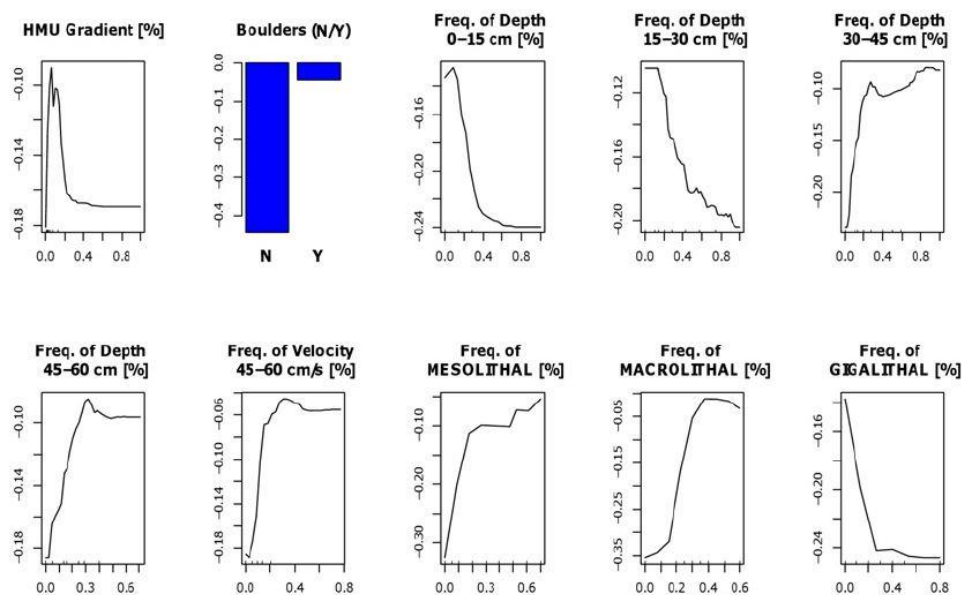 HMU Gradient [%]
Boulders (N/Y)
Freq. of Depth
0–15 cm [%]
Freq. of Depth
15–30 cm [%]
Freq. of Depth
30–45 cm [%]
-0.10
-0.14
-0.18
0.0 0.4 0.8
0.0
-0.1
-0.2
-0.3
-0.4
N Y
-0.16
-0.20
-0.24
0.0 0.4 0.8
-0.12
-0.16
-0.20
0.0 0.4 0.8
-0.10
-0.15
-0.20
0.0 0.4 0.8
Freq. of Depth
45–60 cm [%]
Freq. of Velocity
45–60 cm/s [%]
Freq. of
MESOLITHAL [%]
Freq. of
MACROLITHAL [%]
Freq. of
GIGALITHAL [%]
-0.10
-0.14
-0.18
0.0 0.3 0.6
-0.06
-0.10
-0.14
-0.18
0.0 0.4 0.8
-0.10
-0.20
-0.30
0.0 0.2 0.4 0.6
-0.05
-0.15
-0.25
-0.35
0.0 0.2 0.4 0.6
-0.16
-0.20
-0.24
0.0 0.4 0.8